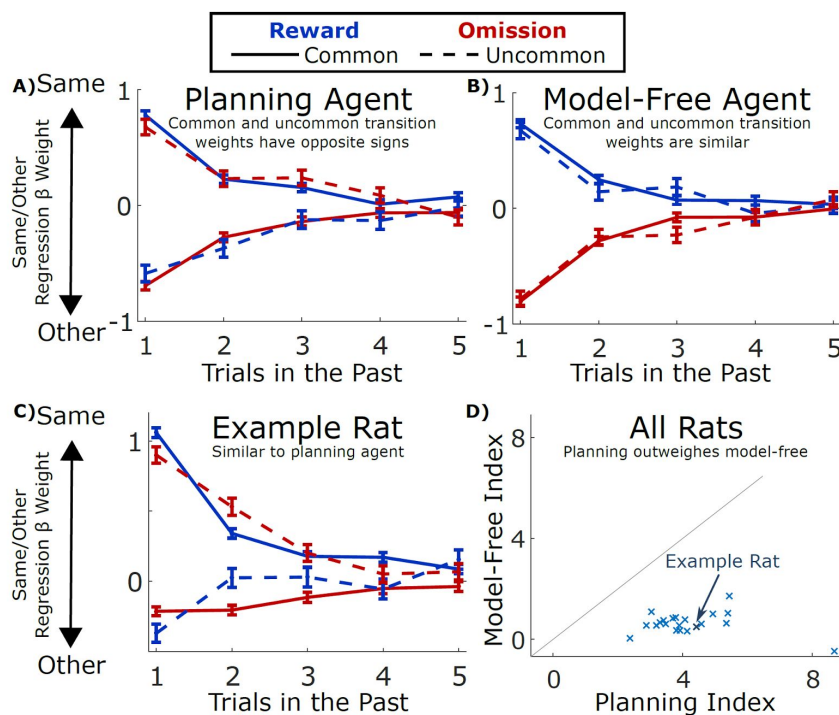 Reward Omission
Common Uncommon
A) Same
Planning Agent
Common and uncommon transition
weights have opposite signs
Same/Other
Regression β Weight
Other
1
0
-1
1 2 3 4 5
Trials in the Past
B)
Model-Free Agent
Common and uncommon transition
weights are similar
1
0
-1
1 2 3 4 5
Trials in the Past
C) Same
Example Rat
Similar to planning agent
Same/Other
Regression β Weight
Other
1
0
1 2 3 4 5
Trials in the Past
D)
All Rats
Planning outweighes model-free
Model-Free Index
8
4
0
Example Rat
0 4 8
Planning Index